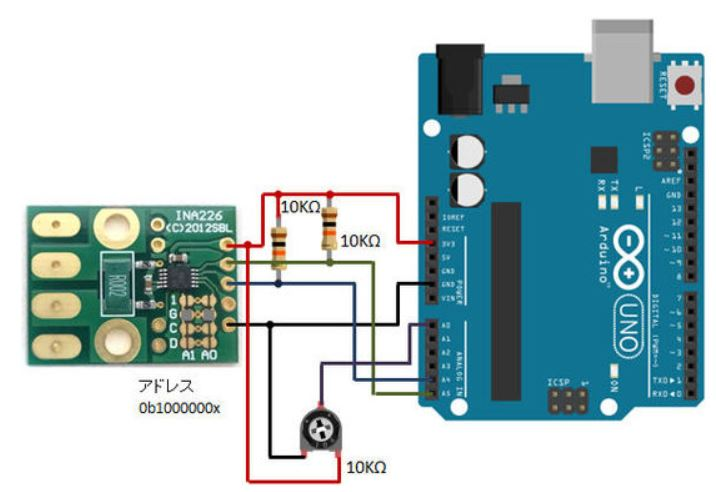 INA226
(C)2012SBL
R002
1
G
C
D
A1 A0
アドレス
0b1000000x
10KΩ
10KΩ
10KΩ
RESET
ICSP2
IOREF
RESET
3V3
5V
GND
GND
VIN
POWER
A0
A1
A2
A3
A4
A5
ANALOG IN
AREF
GND
13
12
~11
~10
~9
8
7
~6
~5
4
~3
2
TXD▶1
RXD◀0
DIGITAL (PWM=~)
L
TX
RX
Arduino
UNO
ON
ICSP